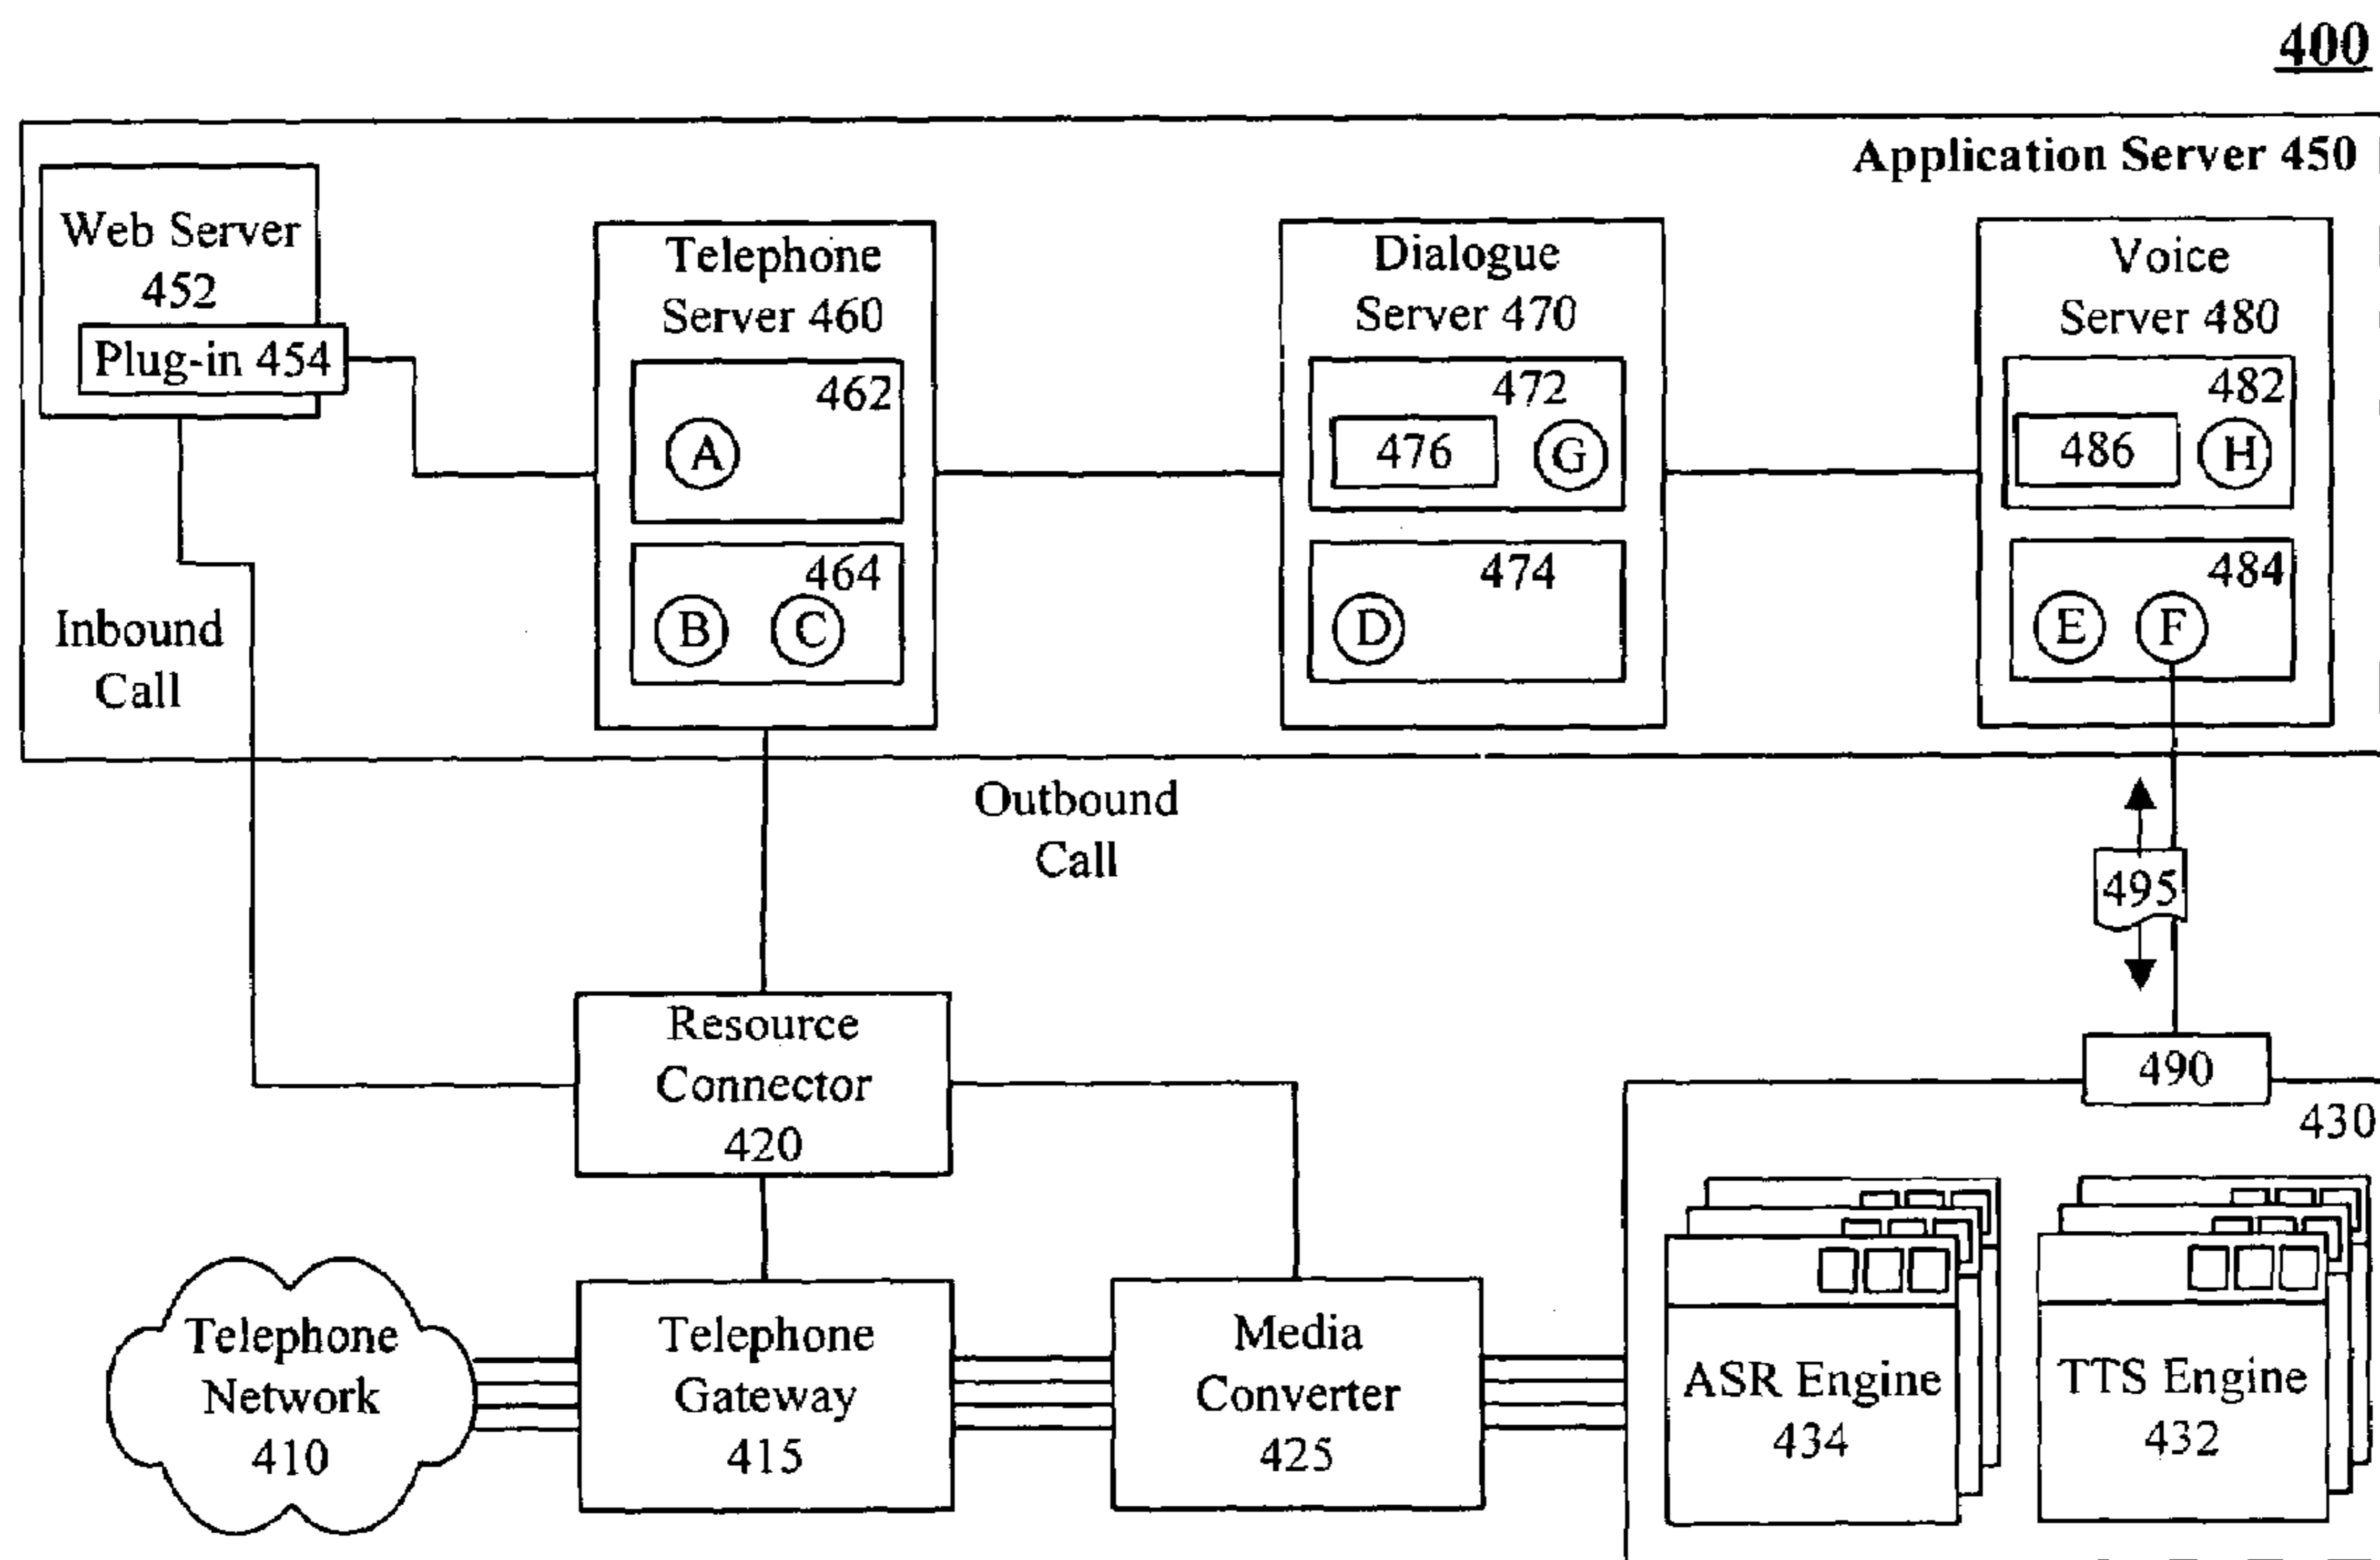 400
Application Server 450
Web Server
452
Plug-in 454
Telephone
Server 460
462
A
464
B C
Dialogue
Server 470
472
476 G
474
D
Voice
Server 480
482
486 H
484
E F
Inbound
Call
Outbound
Call
495
Resource
Connector
420
490
430
Telephone
Network
410
Telephone
Gateway
415
Media
Converter
425
ASR Engine
434
TTS Engine
432